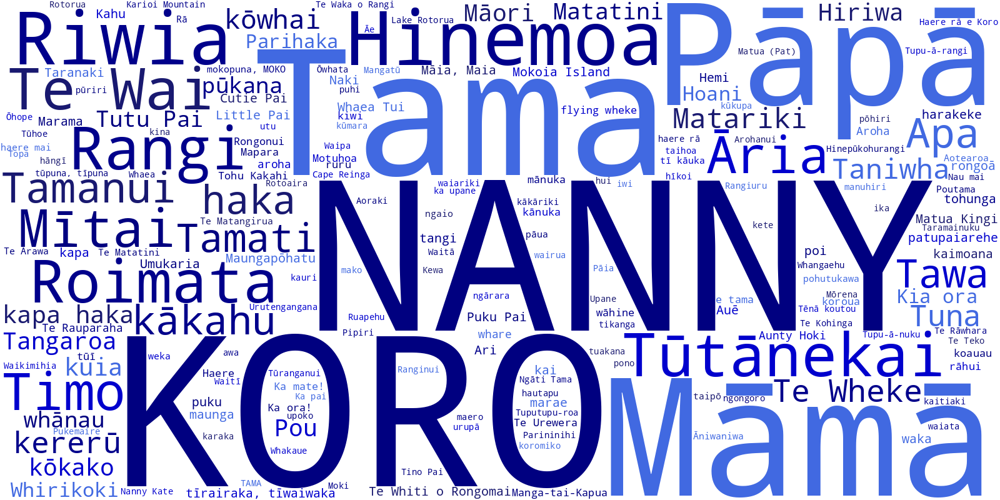 Rotorua
Karioi Mountain
Te Waka o Rangi
Kahu
Rā
Riwia
kōwhai
Āe
Lake Rotorua
Māori
Matatini
Hiriwa
Haere rā e Koro
Parihaka
Hinemoa
Pāpā
Matua (Pat)
Tupu-ā-rangi
Taranaki
mokopuna, MOKO
Ōwhata
Mangatū
Māia, Maia
Mokoia Island
Te Wai
pūriri
pūkana
Tama
Naki
puhi
Hemi
Hoani
Cutie Pai
Whaea Tui
kūkupa
Ōhope
Marama
Tutu Pai
Little Pai
kiwi
flying wheke
Matariki
pōhiri
harakeke
utu
kūmara
Tūhoe
kina
Aroha
Apa
haere mai
Topa
Rangi
Rongonui
Waipa
haere rā
Arohanui
Āria
Hinepūkohurangi
hāngī
Mapara
Motuhoa
ruru
taihoa
tī kāuka
Aotearoa
aroha
rongoā
tūpuna, tīpuna
Whaea
Tohu Kakahi
Cape Reinga
hīkoi
Taniwha
Nau mai
Tamanui
Rotoaira
waiariki
mānuka
hui
iwi
Rangiuru
manuhiri
Poutama
haka
ka upane
tohunga
Aoraki
kākāriki
NANNY
ika
Mītai
ngaio
kānuka
Te Matangirua
kete
Matua Kingi
Taramainuku
Tamati
tangi
pāua
patupaiarehe
Te Arawa
kapa
Te Matatini
Maungapōhatu
Waitā
wairua
poi
kaimoana
Roimata
Umukaria
kauri
mako
Kewa
Pāia
Whangaehu
Tawa
pohutukawa
ngārara
Upane
e tama
Mōrena
koroua
Kia ora
kapa haka
kākahu
Urutengangana
Ruapehu
Puku Pai
wāhine
Auē
Tēnā koutou
Tuna
Te Rauparaha
tikanga
Te Kohinga
Tangaroa
Pipiri
whare
Tūtānekai
Aunty Hoki
Tupu-ā-nuku
Te Rāwhara
Te Teko
tūī
weka
awa
KORO
Ari
tuakana
koauau
Waikimihia
kuia
Haere
Waitī
Tūranganui
Ranginui
kai
pono
rāhui
Timo
Ka mate!
Ngāti Tama
Māmā
Ka pai
puku
hautapu
taipō
ngongoro
Te Wheke
kaitiaki
whānau
maunga
Ka ora!
upoko
marae
Tuputupu-roa
Pukemaire
Pou
maero
urupā
Te Urewera
kererū
karaka
Parininihi
Āniwaniwa
waka
waiata
Whakaue
koromiko
kōkako
Tino Pai
Whirikoki
Nanny Kate
TAMA
tīrairaka, tīwaiwaka
Moki
Te Whiti o Rongomai
Manga-tai-Kapua